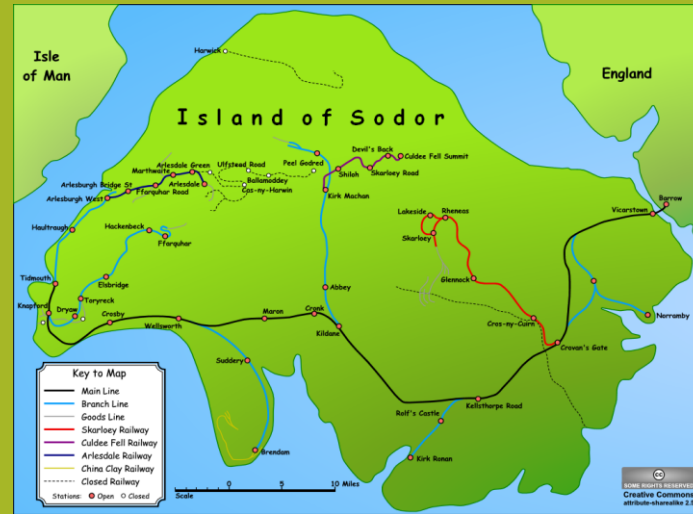 Isle
of Man
Harwick
England
Island of Sodor
Devil's Back
Culdee Fell Summit
Arlesdale Green
Ulfstead Road
Peel Godred
Marthwaite
Shiloh
Skarloey Road
Arlesburgh Bridge St
Ballamoddey
Ffarquhar Road
Arlesdale
Cas-ny-Harwin
Kirk Machan
Arlesburgh West
Lakeside
Rheneas
Barrow
Vicarstown
Haultraugh
Hackenbeck
Ffarquhar
Skarloey
Tidmouth
Elsbridge
Glennock
Abbey
Knapford
Dryaw
Toryreck
Crosby
Maron
Cronk
Cros-ny-Cuirn
Norramby
Wellsworth
Kildane
Crovan's Gate
Suddery
Key to Map
Main Line
Branch Line
Goods Line
Skarloey Railway
Culdee Fell Railway
Arlesdale Railway
China Clay Railway
Closed Railway
Stations: Open Closed
Kellsthorpe Road
Rolf's Castle
Brendam
Kirk Ronan
0 10 Miles
Scale
cc
SOME RIGHTS RESERVED
Creative Commons
attribute-sharealike 2.5